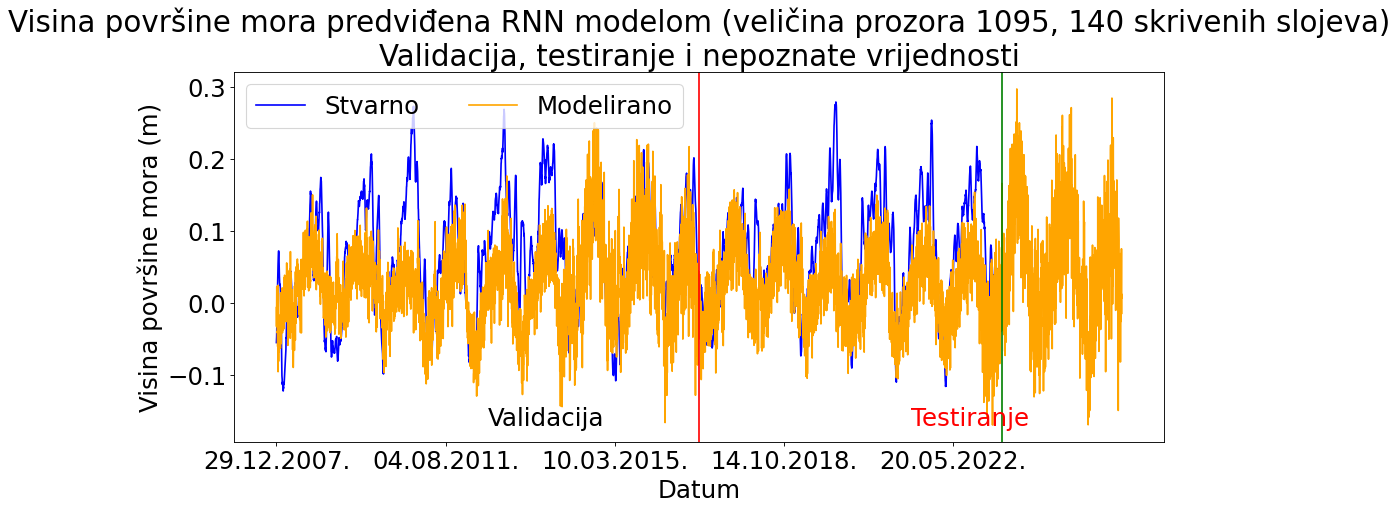 Visina površine mora predviđena RNN modelom (veličina prozora 1095, 140 skrivenih slojeva)
Validacija, testiranje i nepoznate vrijednosti
Stvarno Modelirano
Visina površine mora (m)
0.3
0.2
0.1
0.0
−0.1
Validacija Testiranje
29.12.2007. 04.08.2011. 10.03.2015. 14.10.2018. 20.05.2022.
Datum